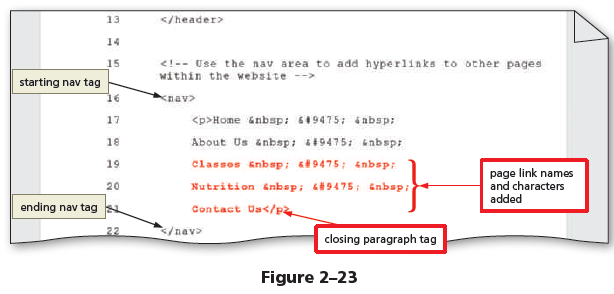 13 </header>
14
15 <!-- Use the nav area to add hyperlinks to other pages
within the website -->
starting nav tag
16 <nav>
17 <p>Home &nbsp; &#9475; &nbsp;
18 About Us &nbsp; &#9475; &nbsp;
19 Classes &nbsp; &#9475; &nbsp;
20 Nutrition &nbsp; &#9475; &nbsp;
page link names
and characters
added
ending nav tag
21 Contact Us</p>
22 </nav>
closing paragraph tag
Figure 2–23